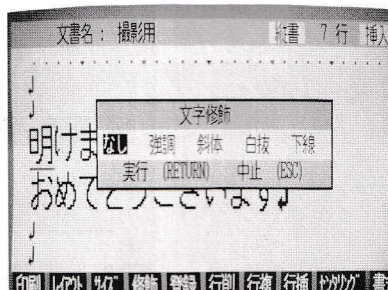 文書名： 撮影用 縦書 7 行 挿入
文字修飾
なし 強調 斜体 白抜 下線
実行 (RETURN) 中止 (ESC)
明けま
おめでとうございます
印刷 レイアウト サイズ 修飾 登録 行削 行複 行挿 センタリング 書